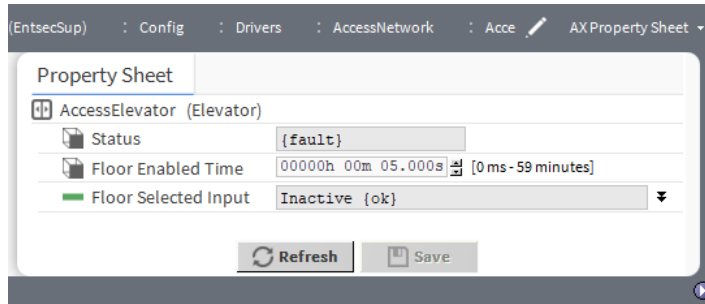 (EntsecSup) : Config : Drivers : AccessNetwork : Acce AX Property Sheet
Property Sheet
AccessElevator (Elevator)
Status {fault}
Floor Enabled Time 00000h 00m 05.000s [0 ms - 59 minutes]
Floor Selected Input Inactive {ok}
Refresh Save